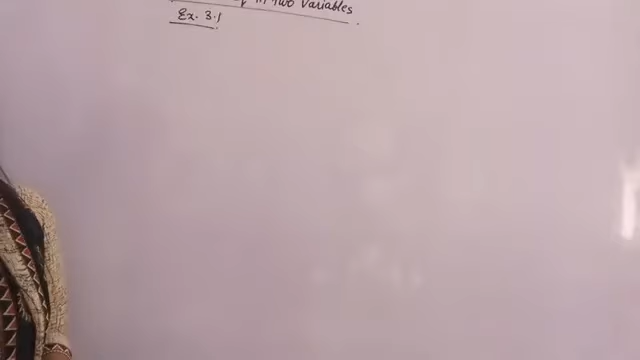 in Two Variables.
Ex. 3.1